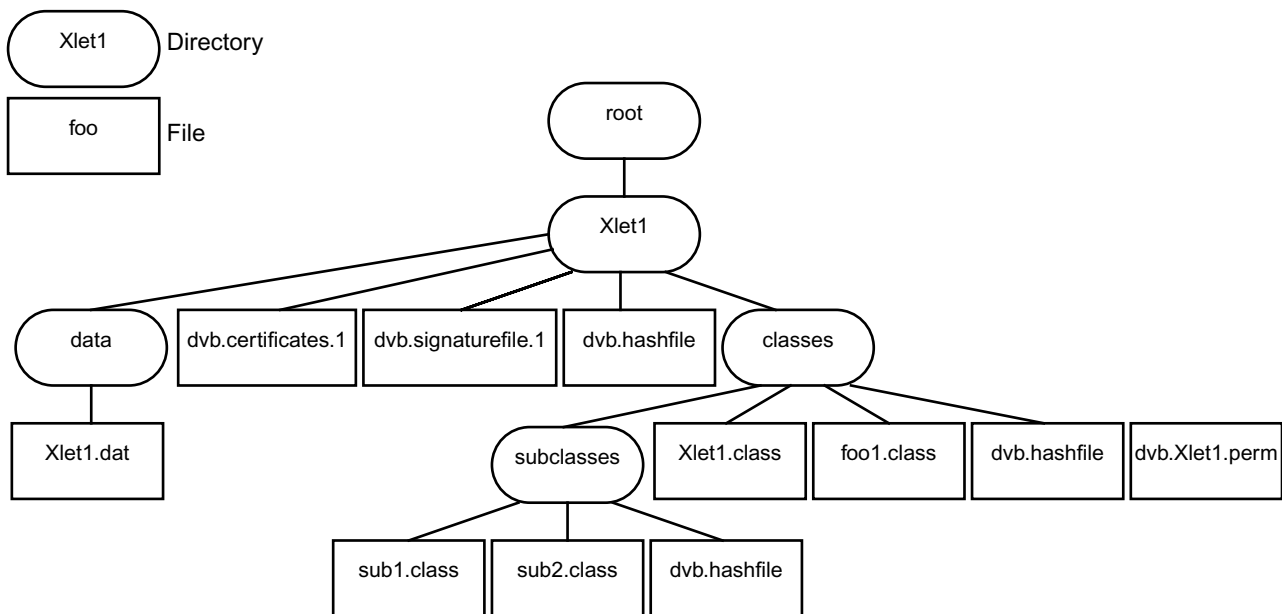 Xlet1
Directory
foo
File
root
Xlet1
data
dvb.certificates.1
dvb.signaturefile.1
dvb.hashfile
classes
Xlet1.dat
subclasses
Xlet1.class
foo1.class
dvb.hashfile
dvb.Xlet1.perm
sub1.class
sub2.class
dvb.hashfile